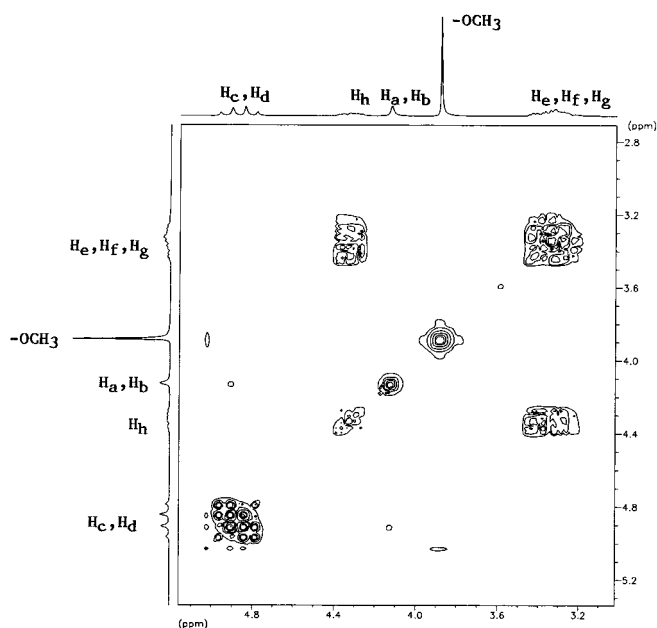 -OCH3
Hc,Hd
Hh
Ha,Hb
He,Hf,Hg
(ppm)
2.8
3.2
3.6
4.0
4.4
4.8
5.2
He,Hf,Hg
-OCH3
Ha,Hb
Hh
Hc,Hd
4.8
4.4
4.0
3.6
3.2
(ppm)